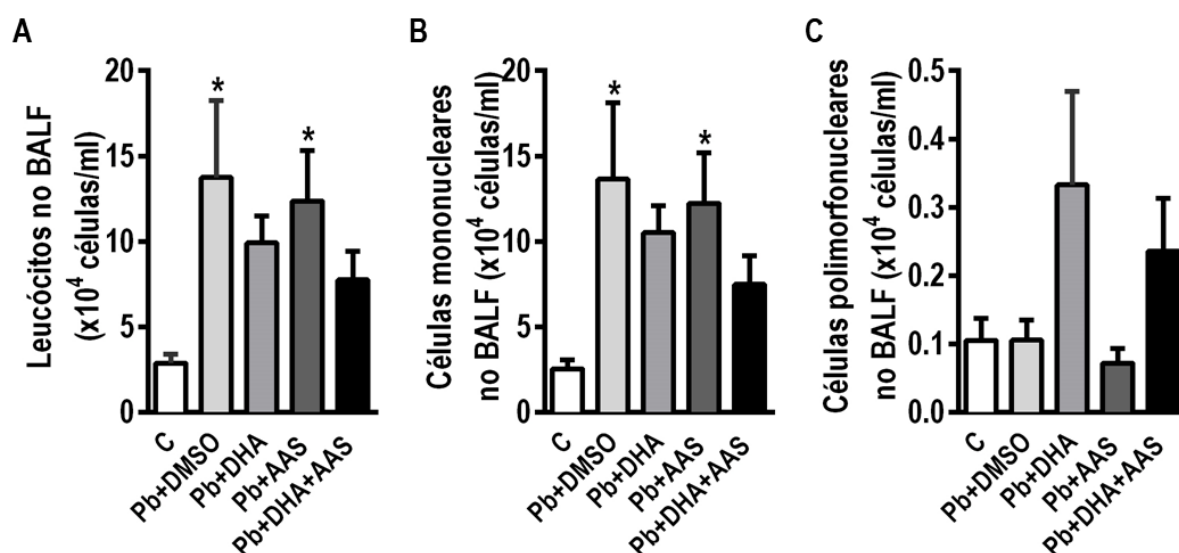 A
Leucócitos no BALF
(x10⁴ células/ml)
20
15
10
5
0
*
*
C
Pb+DMSO
Pb+DHA
Pb+AAS
Pb+DHA+AAS
B
Células mononucleares
no BALF (x10⁴ células/ml)
20
15
10
5
0
*
*
C
Pb+DMSO
Pb+DHA
Pb+AAS
Pb+DHA+AAS
C
Células polimorfonucleares
no BALF (x10⁴ células/ml)
0.5
0.4
0.3
0.2
0.1
0.0
C
Pb+DMSO
Pb+DHA
Pb+AAS
Pb+DHA+AAS